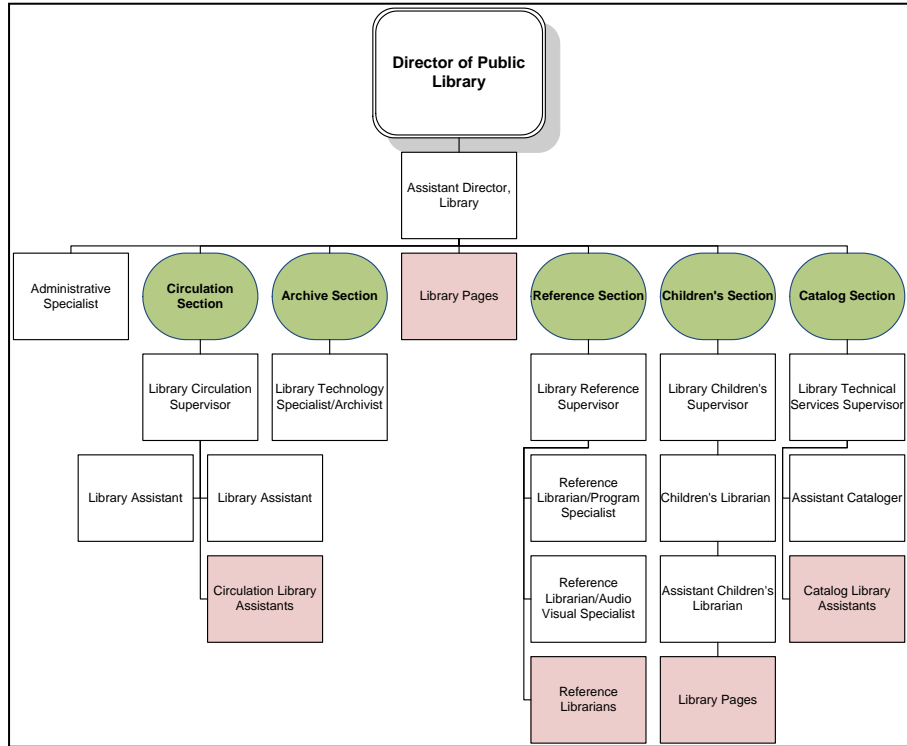 Director of Public
Library
Assistant Director,
Library
Administrative
Specialist
Circulation
Section
Archive Section
Library Pages
Reference Section
Children's Section
Catalog Section
Library Circulation
Supervisor
Library Technology
Specialist/Archivist
Library Reference
Supervisor
Library Children's
Supervisor
Library Technical
Services Supervisor
Library Assistant
Library Assistant
Reference
Librarian/Program
Specialist
Children's Librarian
Assistant Cataloger
Circulation Library
Assistants
Reference
Librarian/Audio
Visual Specialist
Assistant Children's
Librarian
Catalog Library
Assistants
Reference
Librarians
Library Pages